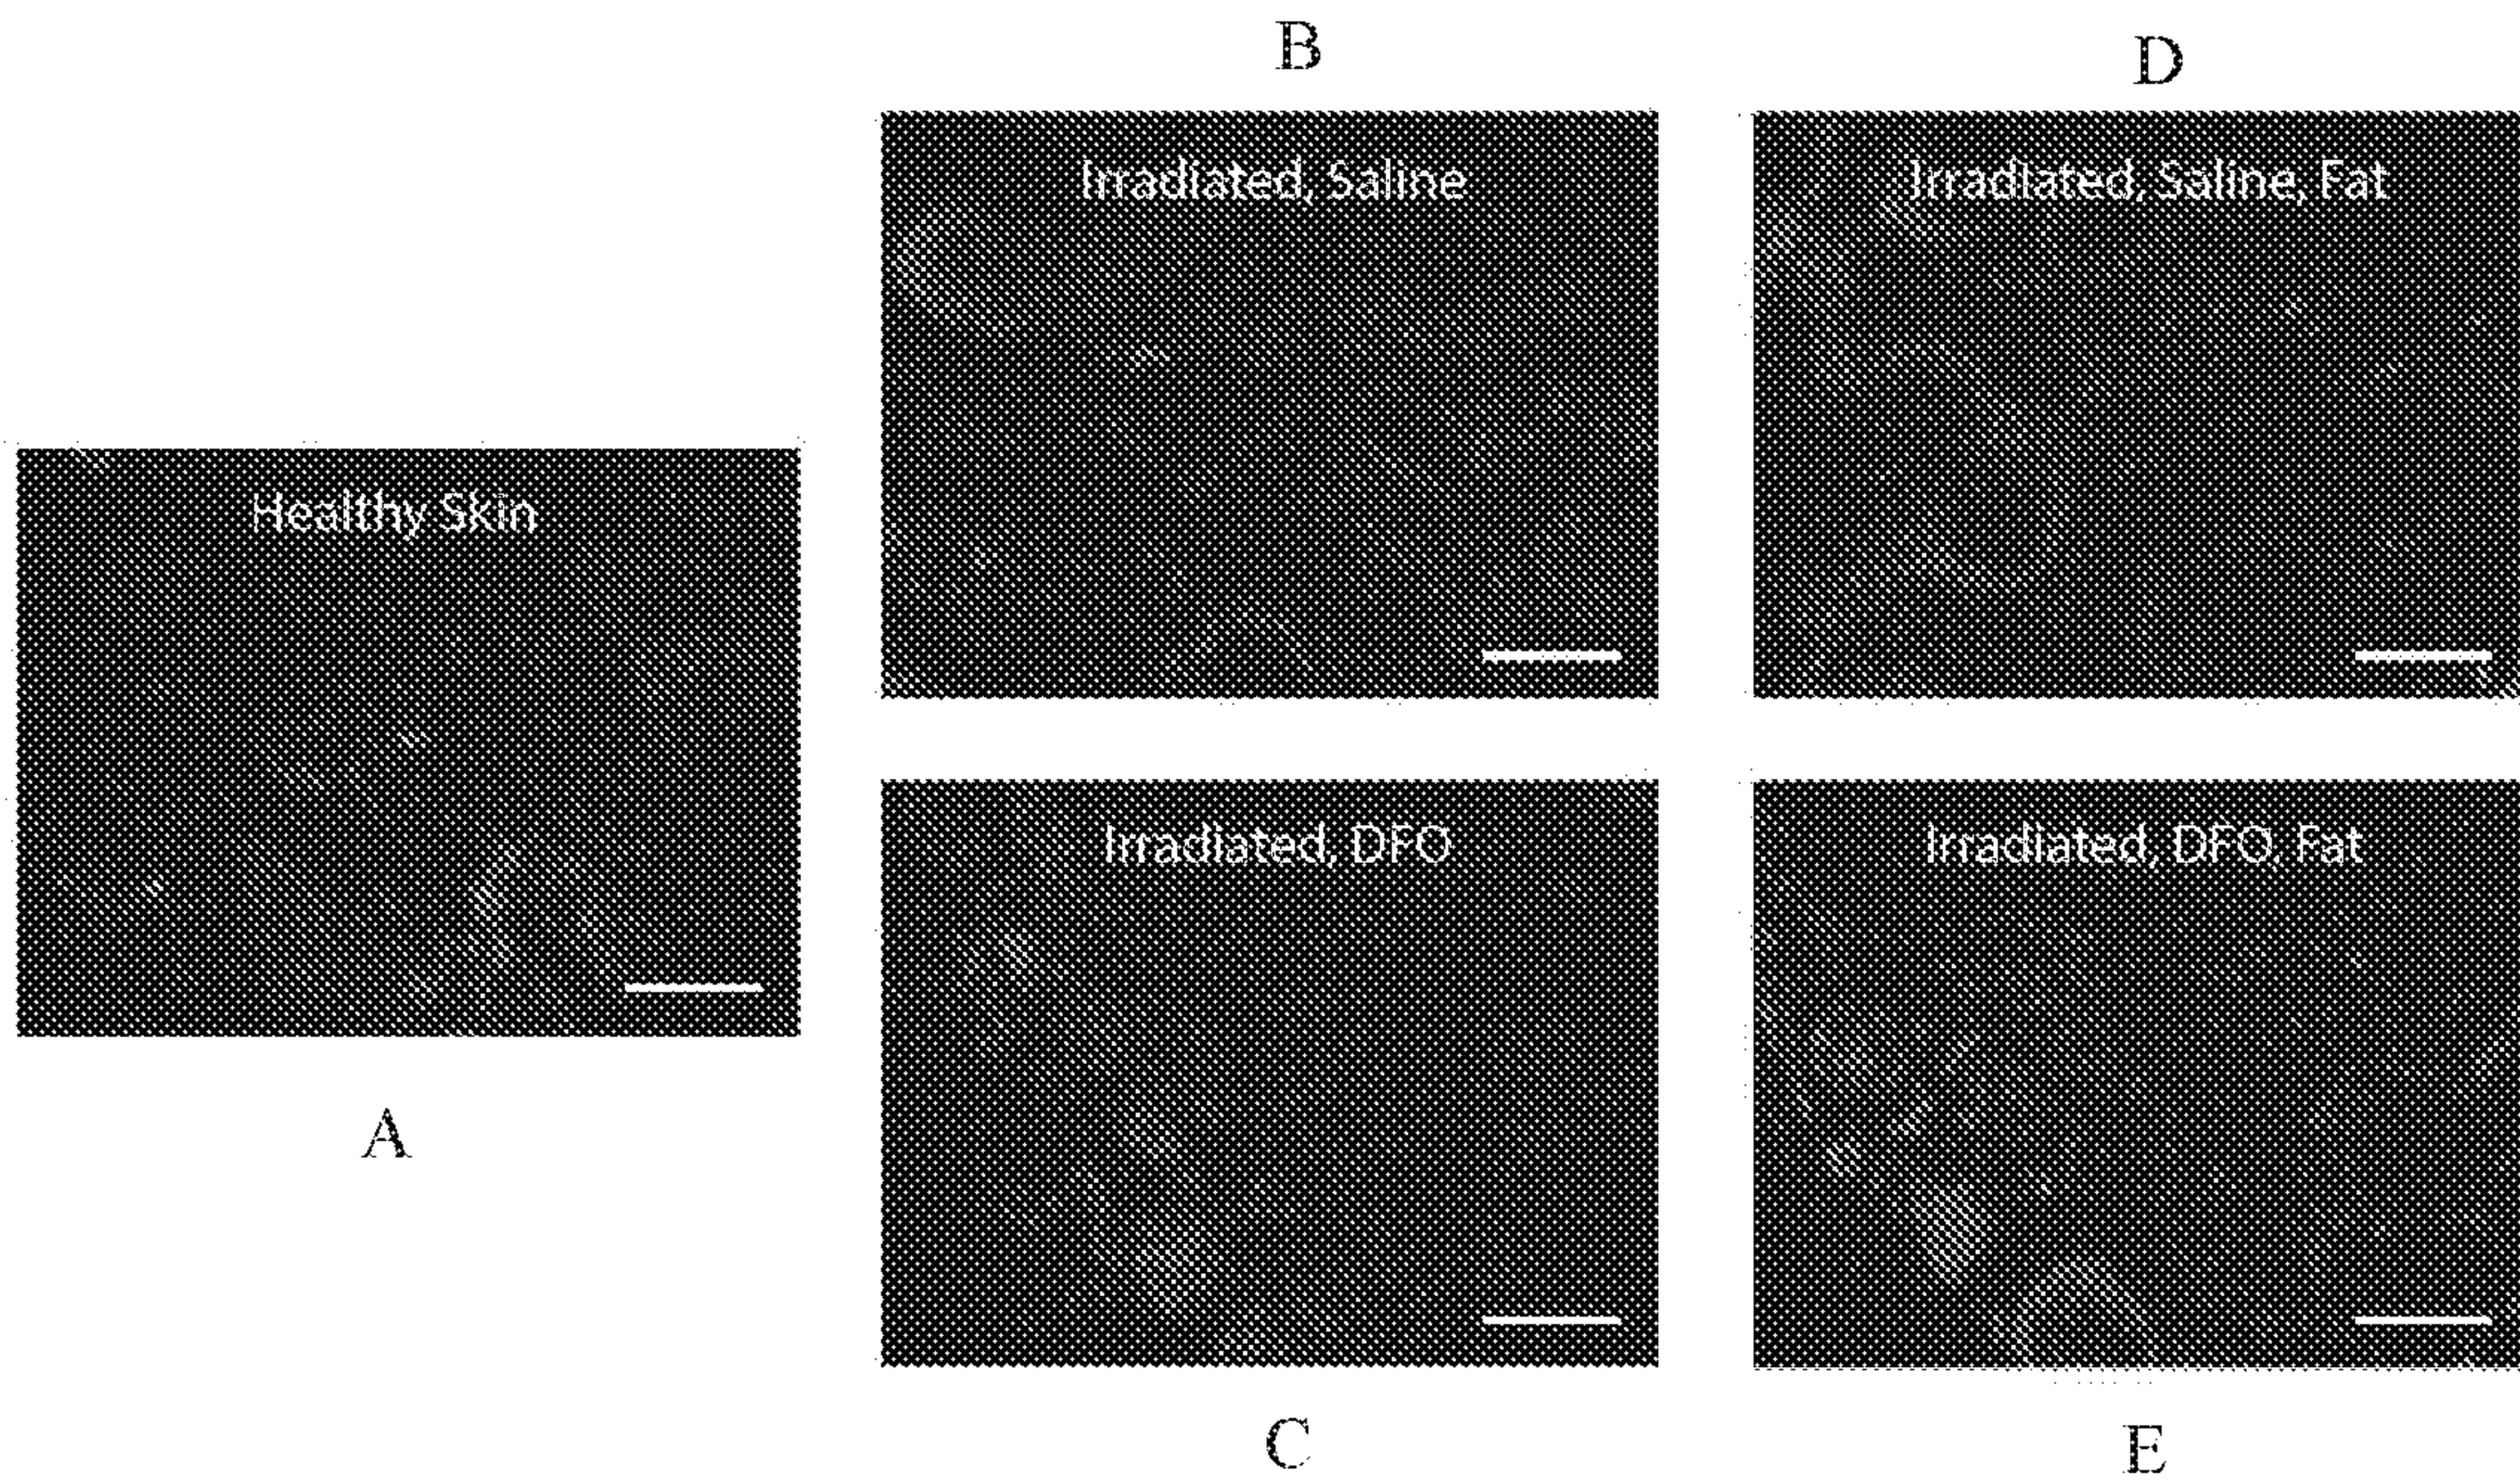 Healthy Skin
A
B
Irradiated, Saline
Irradiated, DFO
C
D
Irradiated, Saline, Fat
Irradiated, DFO, Fat
E